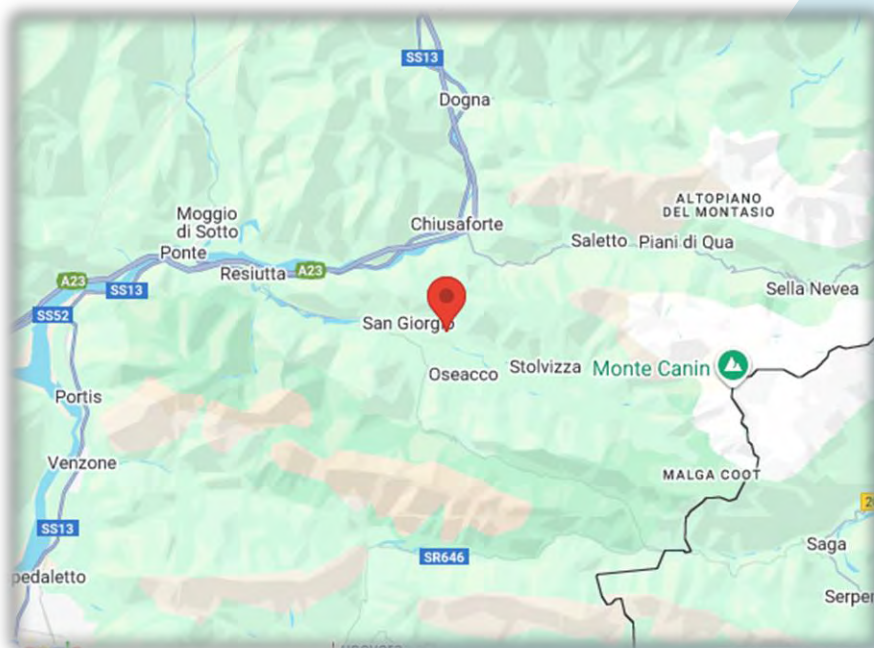 SS13
Dogna
ALTOPIANO
DEL MONTASIO
Moggio
di Sotto
Chiusaforte
Ponte
Saletto
Piani di Qua
A23
Resiutta
A23
SS13
Sella Nevea
SS52
San Giorgio
Oseacco
Stolvizza
Monte Canin
Portis
Venzone
MALGA COOT
SS13
Saga
SR646
pedaletto
Serpe